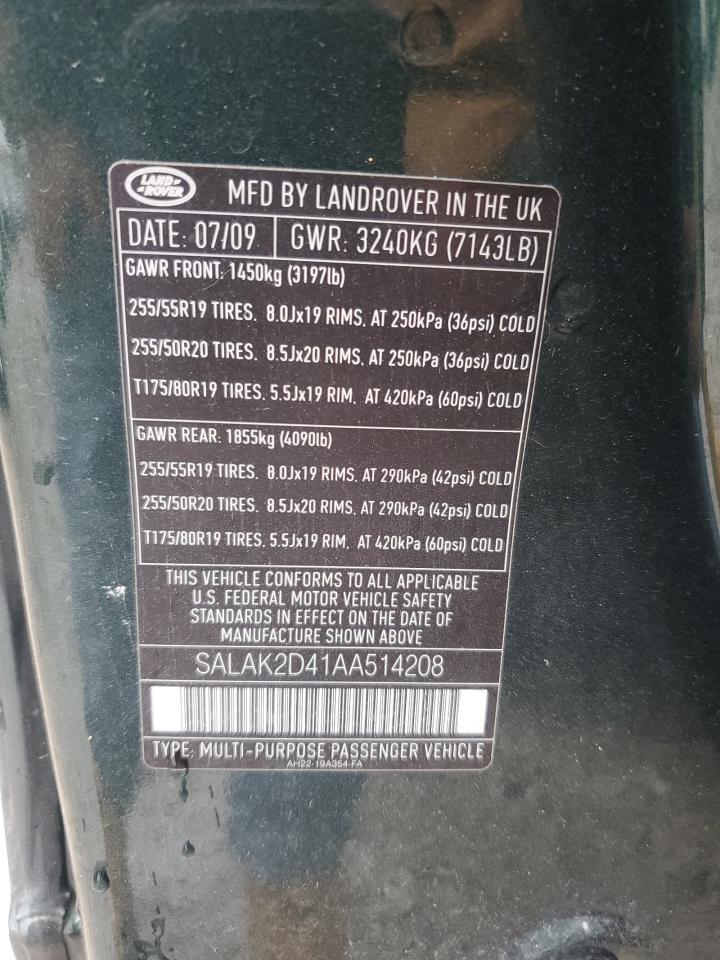 LAND-
-ROVER
MFD BY LANDROVER IN THE UK
DATE: 07/09 GWR: 3240KG (7143LB)
GAWR FRONT: 1450kg (3197lb)
255/55R19 TIRES. 8.0Jx19 RIMS, AT 250kPa (36psi) COLD
255/50R20 TIRES. 8.5Jx20 RIMS, AT 250kPa (36psi) COLD
T175/80R19 TIRES. 5.5Jx19 RIM, AT 420kPa (60psi) COLD
GAWR REAR: 1855kg (4090lb)
255/55R19 TIRES. 8.0Jx19 RIMS, AT 290kPa (42psi) COLD
255/50R20 TIRES. 8.5Jx20 RIMS, AT 290kPa (42psi) COLD
T175/80R19 TIRES. 5.5Jx19 RIM, AT 420kPa (60psi) COLD
THIS VEHICLE CONFORMS TO ALL APPLICABLE
U.S. FEDERAL MOTOR VEHICLE SAFETY
STANDARDS IN EFFECT ON THE DATE OF
MANUFACTURE SHOWN ABOVE
SALAK2D41AA514208
TYPE: MULTI-PURPOSE PASSENGER VEHICLE
AH22-19A354-FA